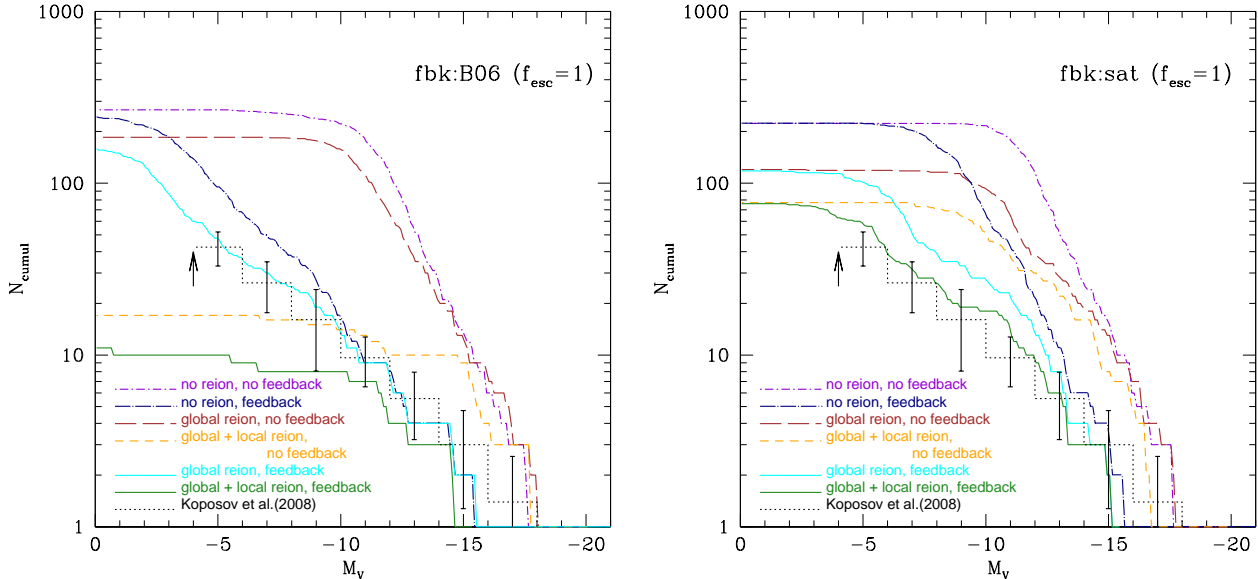 1000
100
10
1
N_cumul
fbk:B06 (f_esc=1)
no reion, no feedback
no reion, feedback
global reion, no feedback
global + local reion,
no feedback
global reion, feedback
global + local reion, feedback
Koposov et al.(2008)
0 −5 −10 −15 −20
M_V
1000
100
10
1
N_cumul
fbk:sat (f_esc=1)
no reion, no feedback
no reion, feedback
global reion, no feedback
global + local reion,
no feedback
global reion, feedback
global + local reion, feedback
Koposov et al.(2008)
0 −5 −10 −15 −20
M_V